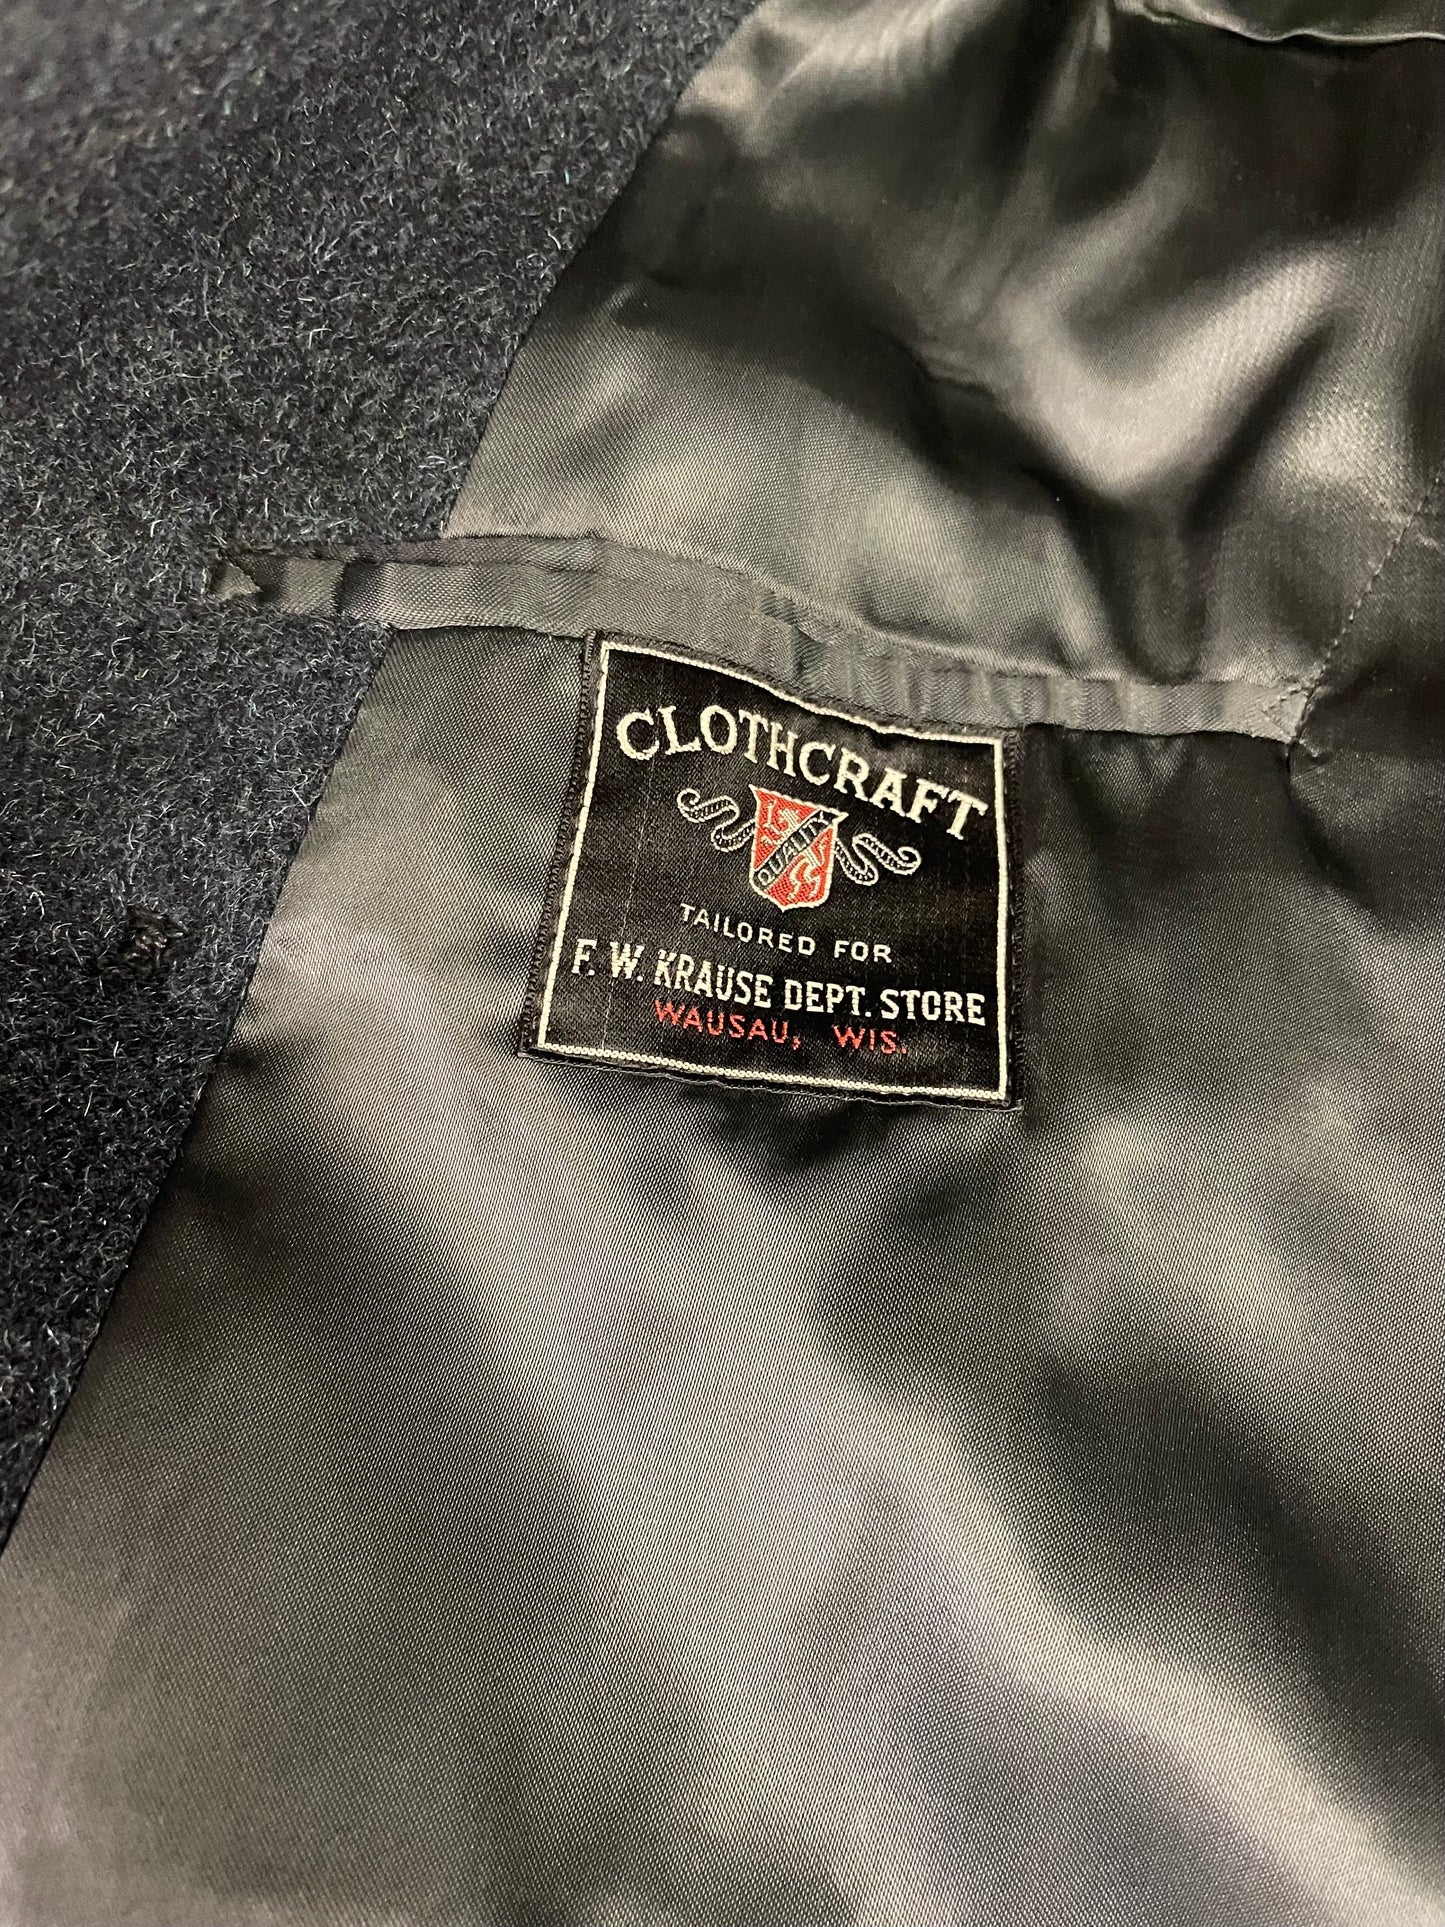 CLOTHCRAFT
QUALITY
TAILORED FOR
F. W. KRAUSE DEPT. STORE
WAUSAU, WIS.